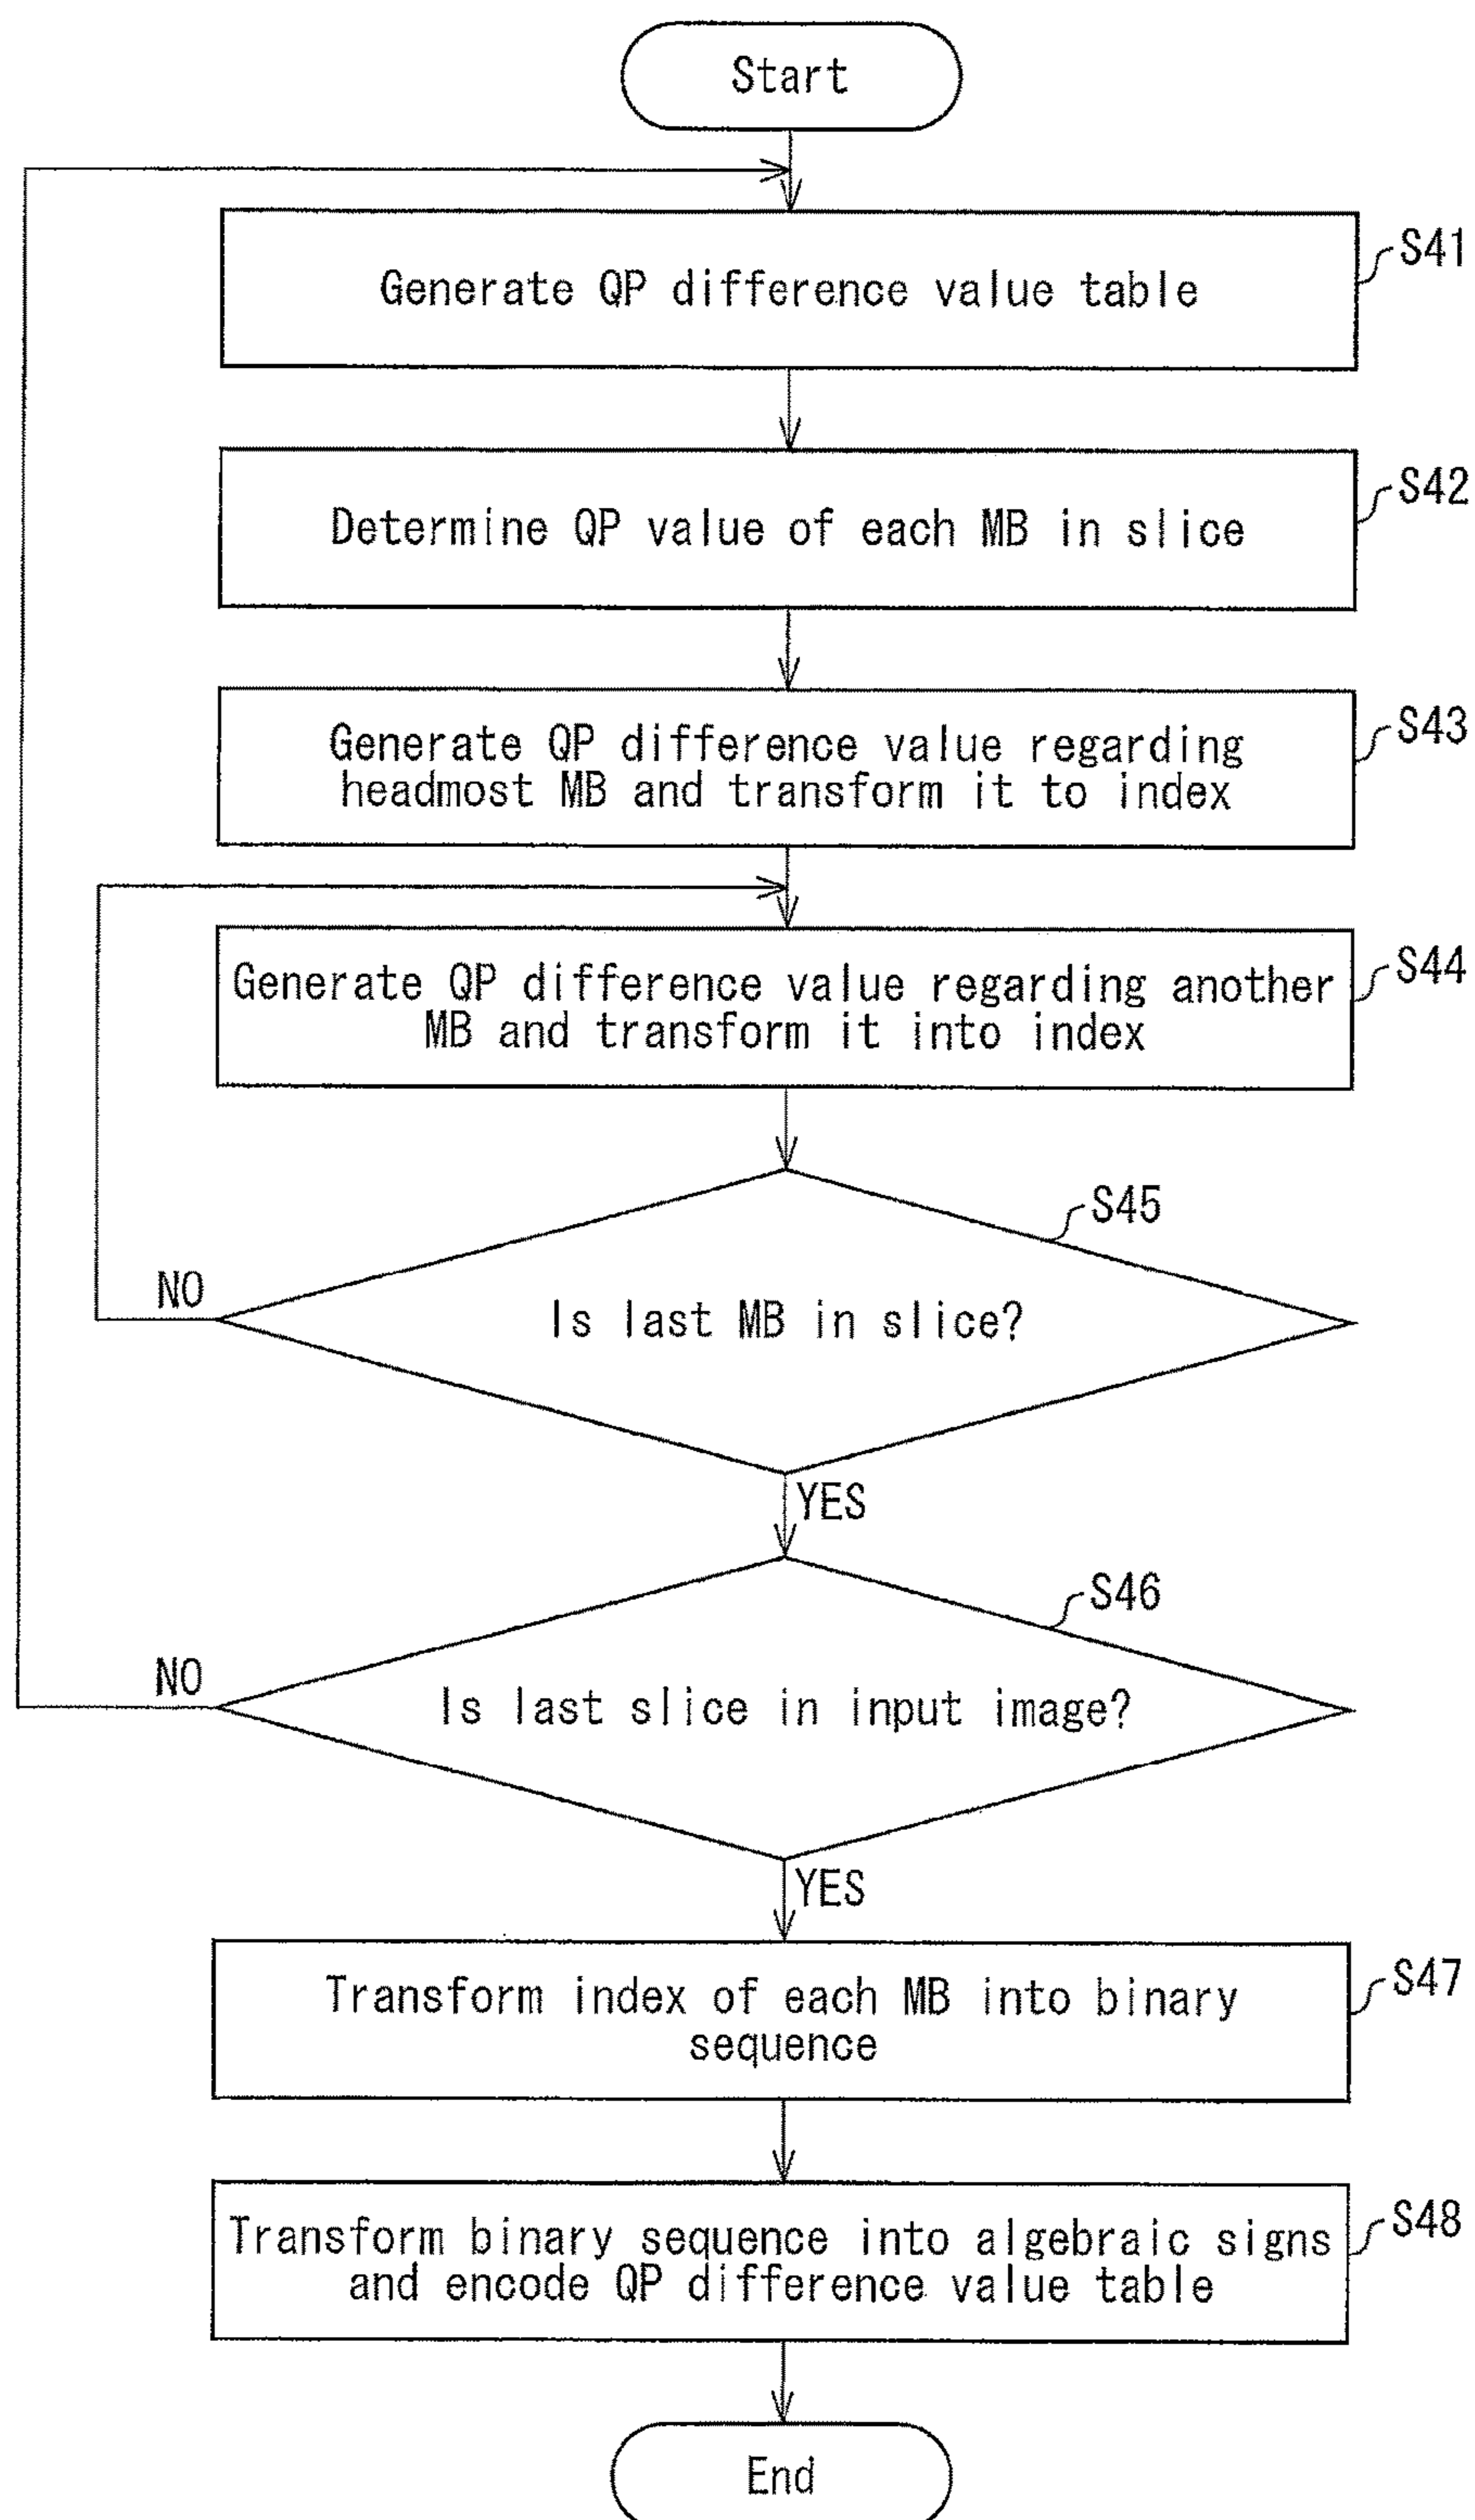 Start
S41
Generate QP difference value table
S42
Determine QP value of each MB in slice
S43
Generate QP difference value regarding
headmost MB and transform it to index
S44
Generate QP difference value regarding another
MB and transform it into index
S45
NO
Is last MB in slice?
YES
S46
NO
Is last slice in input image?
YES
S47
Transform index of each MB into binary
sequence
S48
Transform binary sequence into algebraic signs
and encode QP difference value table
End